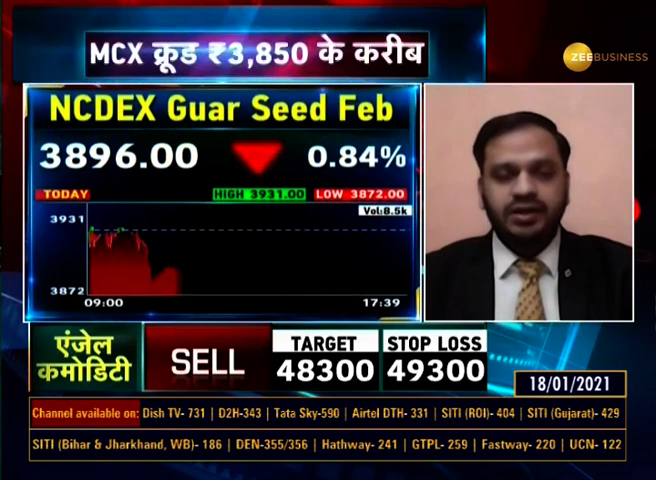 MCX क्रूड ₹3,850 के करीब
ZEEBUSINESS
NCDEX Guar Seed Feb
3896.00 0.84%
TODAY HIGH 3931.00 LOW 3872.00
Vol:8.5k
3931
3872
09:00 17:39
एंजेल
कमोडिटी
SELL
TARGET
48300
STOP LOSS
49300
18/01/2021
Channel available on: Dish TV- 731 | D2H-343 | Tata Sky-590 | Airtel DTH- 331 | SITI (ROI)- 404 | SITI (Gujarat)- 429
SITI (Bihar & Jharkhand, WB)- 186 | DEN-355/356 | Hathway- 241 | GTPL- 259 | Fastway- 220 | UCN- 122